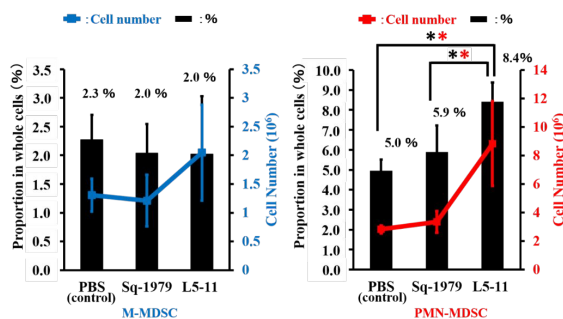 : Cell number : %
Proportion in whole cells (%)
3.5
3.0
2.5
2.0
1.5
1.0
0.5
0.0
2.3 %
2.0 %
2.0 %
3.5
3
2.5
2
1.5
1
0.5
0
Cell Number (10⁶)
PBS
(control)
Sq-1979
L5-11
M-MDSC
: Cell number : %
Proportion in whole cells (%)
10.0
9.0
8.0
7.0
6.0
5.0
4.0
3.0
2.0
1.0
0.0
**
**
5.0 %
5.9 %
8.4%
14
12
10
8
6
4
2
0
Cell Number (10⁶)
PBS
(control)
Sq-1979
L5-11
PMN-MDSC